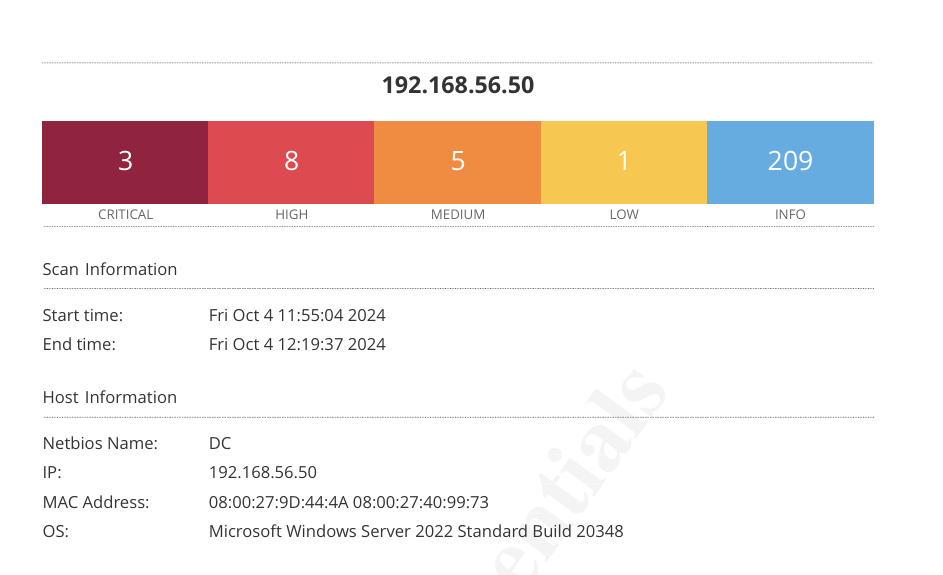 192.168.56.50
3 8 5 1 209
CRITICAL HIGH MEDIUM LOW INFO
Scan Information
Start time: Fri Oct 4 11:55:04 2024
End time: Fri Oct 4 12:19:37 2024
Host Information
Netbios Name: DC
IP: 192.168.56.50
MAC Address: 08:00:27:9D:44:4A 08:00:27:40:99:73
OS: Microsoft Windows Server 2022 Standard Build 20348
entials